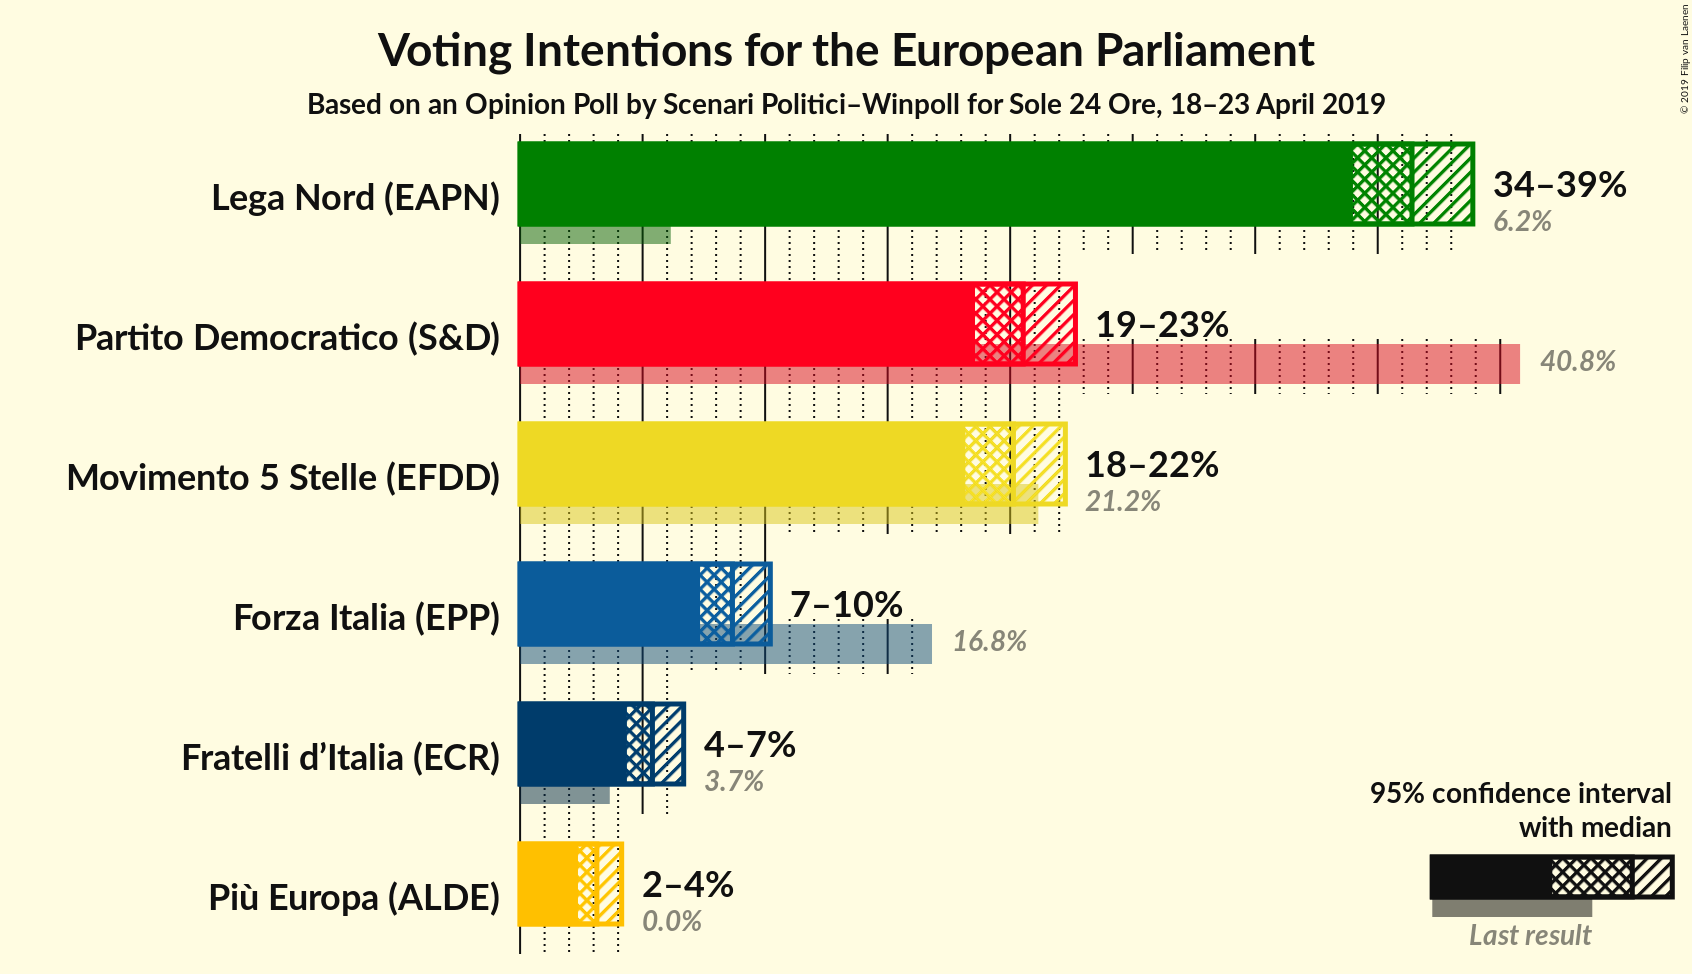 Voting Intentions for the European Parliament
Based on an Opinion Poll by Scenari Politici–Winpoll for Sole 24 Ore, 18–23 April 2019
© 2019 Filip van Laenen
Lega Nord (EAPN)
34–39%
6.2%
Partito Democratico (S&D)
19–23%
40.8%
Movimento 5 Stelle (EFDD)
18–22%
21.2%
Forza Italia (EPP)
7–10%
16.8%
Fratelli d’Italia (ECR)
4–7%
3.7%
Più Europa (ALDE)
2–4%
0.0%
95% confidence interval
with median
Last result